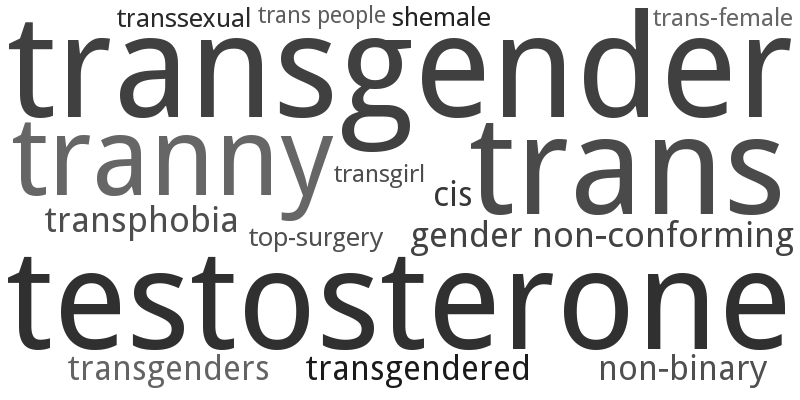 transsexual trans people shemale trans-female
transgender
tranny transgirl cis trans
transphobia top-surgery gender non-conforming
testosterone
transgenders transgendered non-binary